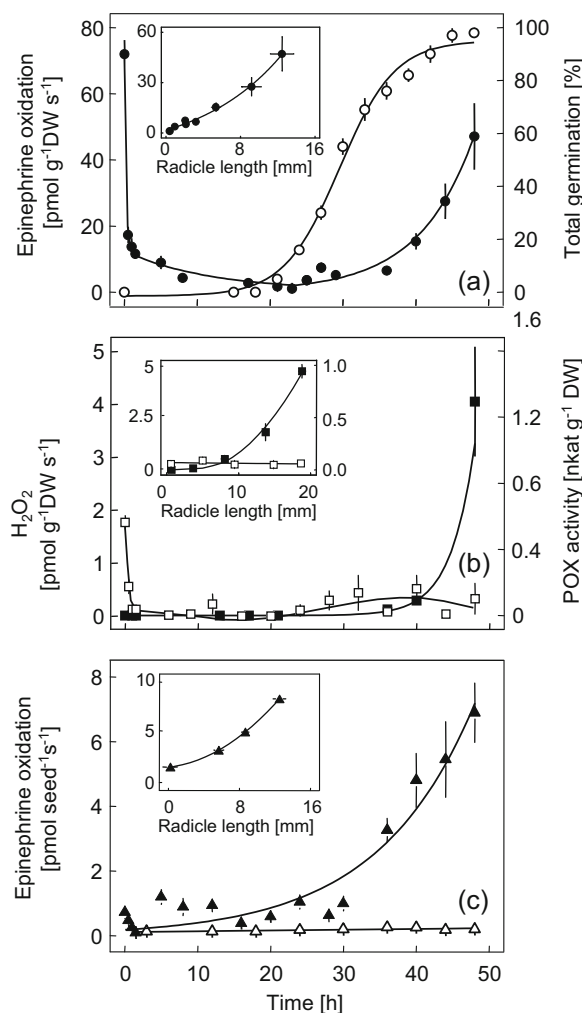 Epinephrine oxidation
[pmol g⁻¹DW s⁻¹]
80
60
40
20
0
60
40
20
0
0 8 16
Radicle length [mm]
100
80
60
40
20
0
Total germination [%]
(a)
H₂O₂
[pmol g⁻¹DW s⁻¹]
5
4
3
2
1
0
5
2.5
0
1.0
0.5
0.0
0 5 10 15 20
Radicle length [mm]
1.6
1.2
0.8
0.4
0
POX activity [nkat g⁻¹ DW]
(b)
Epinephrine oxidation
[pmol seed⁻¹s⁻¹]
8
6
4
2
0
10
5
0
0 8 16
Radicle length [mm]
(c)
0 10 20 30 40 50
Time [h]